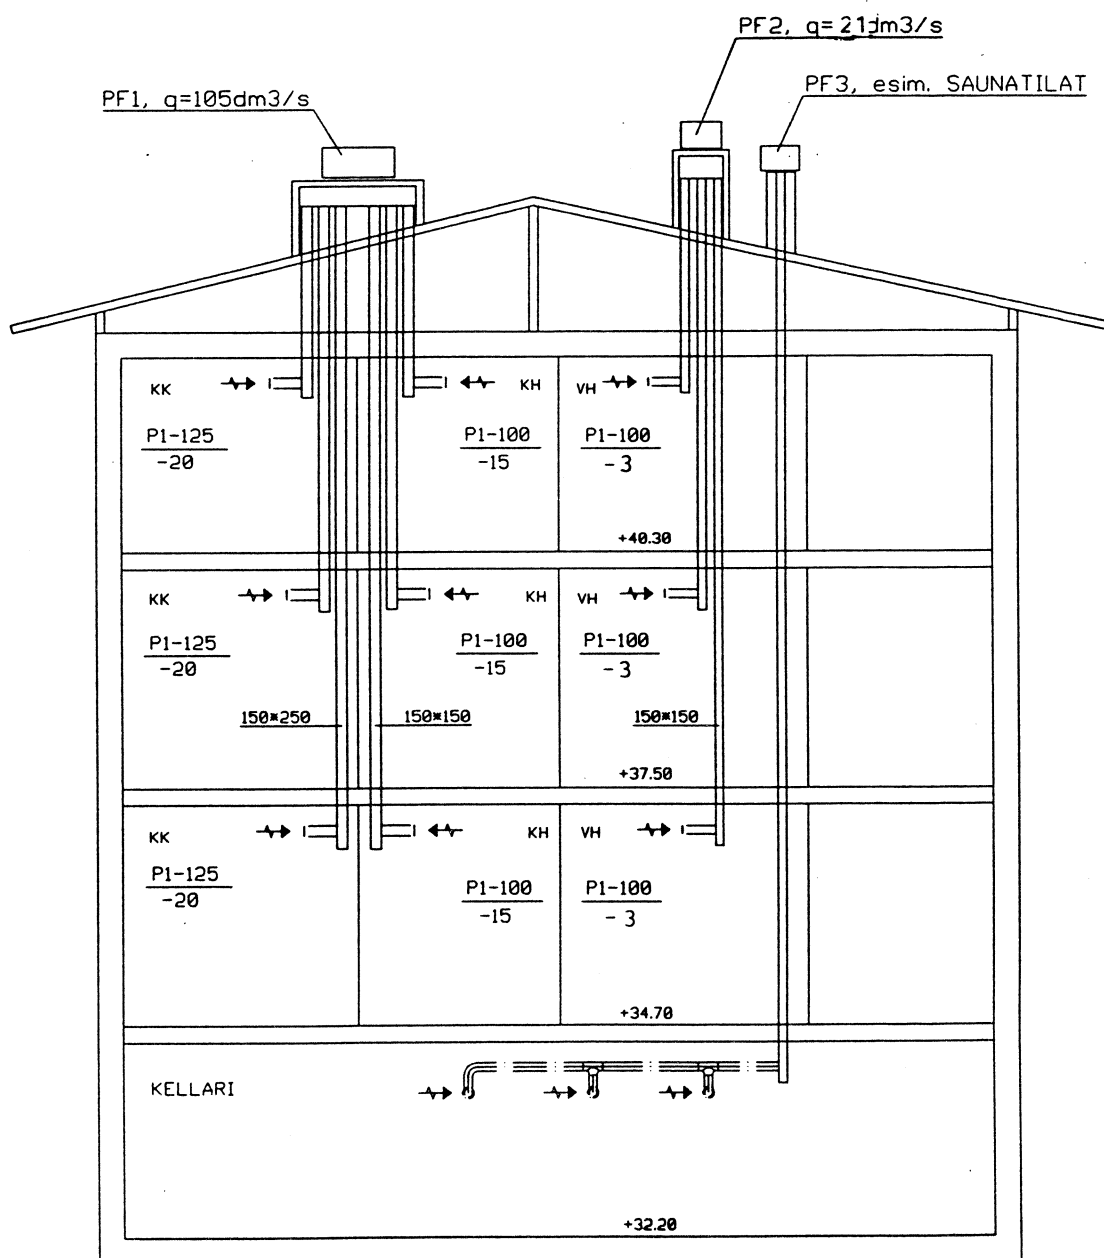 PF2, q=21dm3/s
PF3, esim. SAUNATILAT
PF1, q=105dm3/s
KK
KH
VH
P1-125
-20
P1-100
-15
P1-100
-3
+40.30
KK
KH
VH
P1-125
-20
P1-100
-15
P1-100
-3
150*250
150*150
150*150
+37.50
KK
KH
VH
P1-125
-20
P1-100
-15
P1-100
-3
+34.70
KELLARI
+32.20